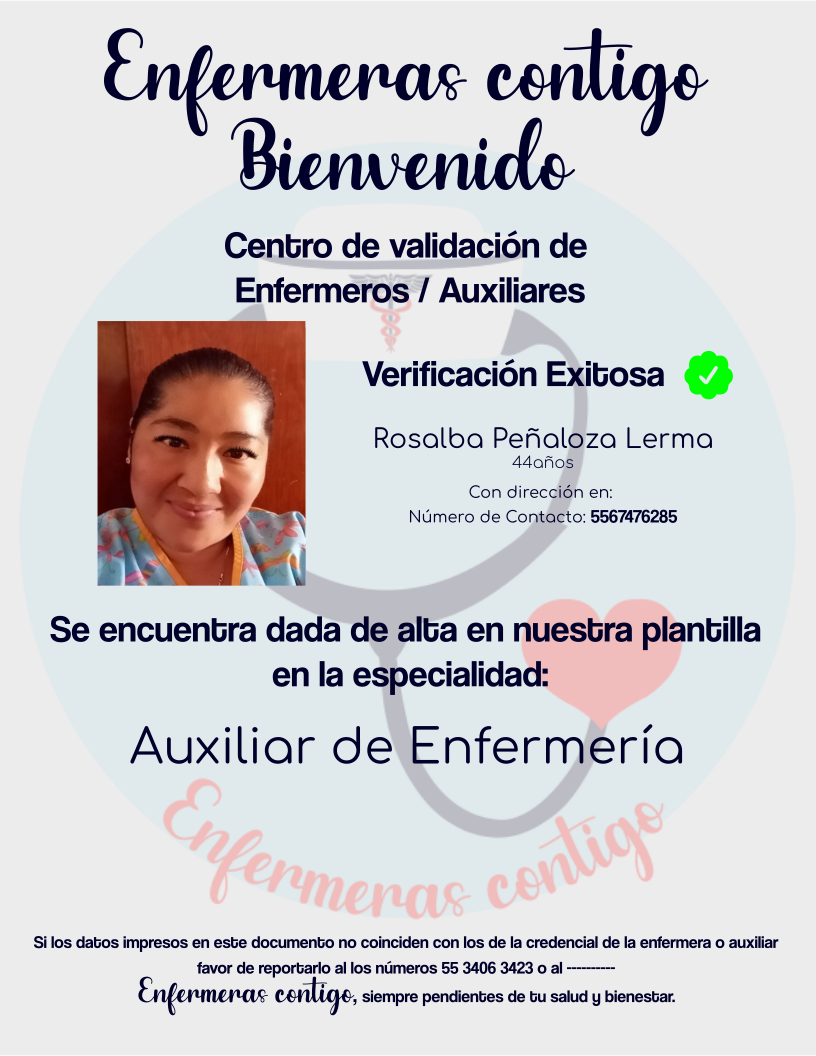 Enfermeras contigo
Bienvenido
Centro de validación de
Enfermeros / Auxiliares
Verificación Exitosa
Rosalba Peñaloza Lerma
44años
Con dirección en:
Número de Contacto: 5567476285
Se encuentra dada de alta en nuestra plantilla
en la especialidad:
Auxiliar de Enfermería
Enfermeras contigo
Si los datos impresos en este documento no coinciden con los de la credencial de la enfermera o auxiliar
favor de reportarlo al los números 55 3406 3423 o al ----------
Enfermeras contigo, siempre pendientes de tu salud y bienestar.